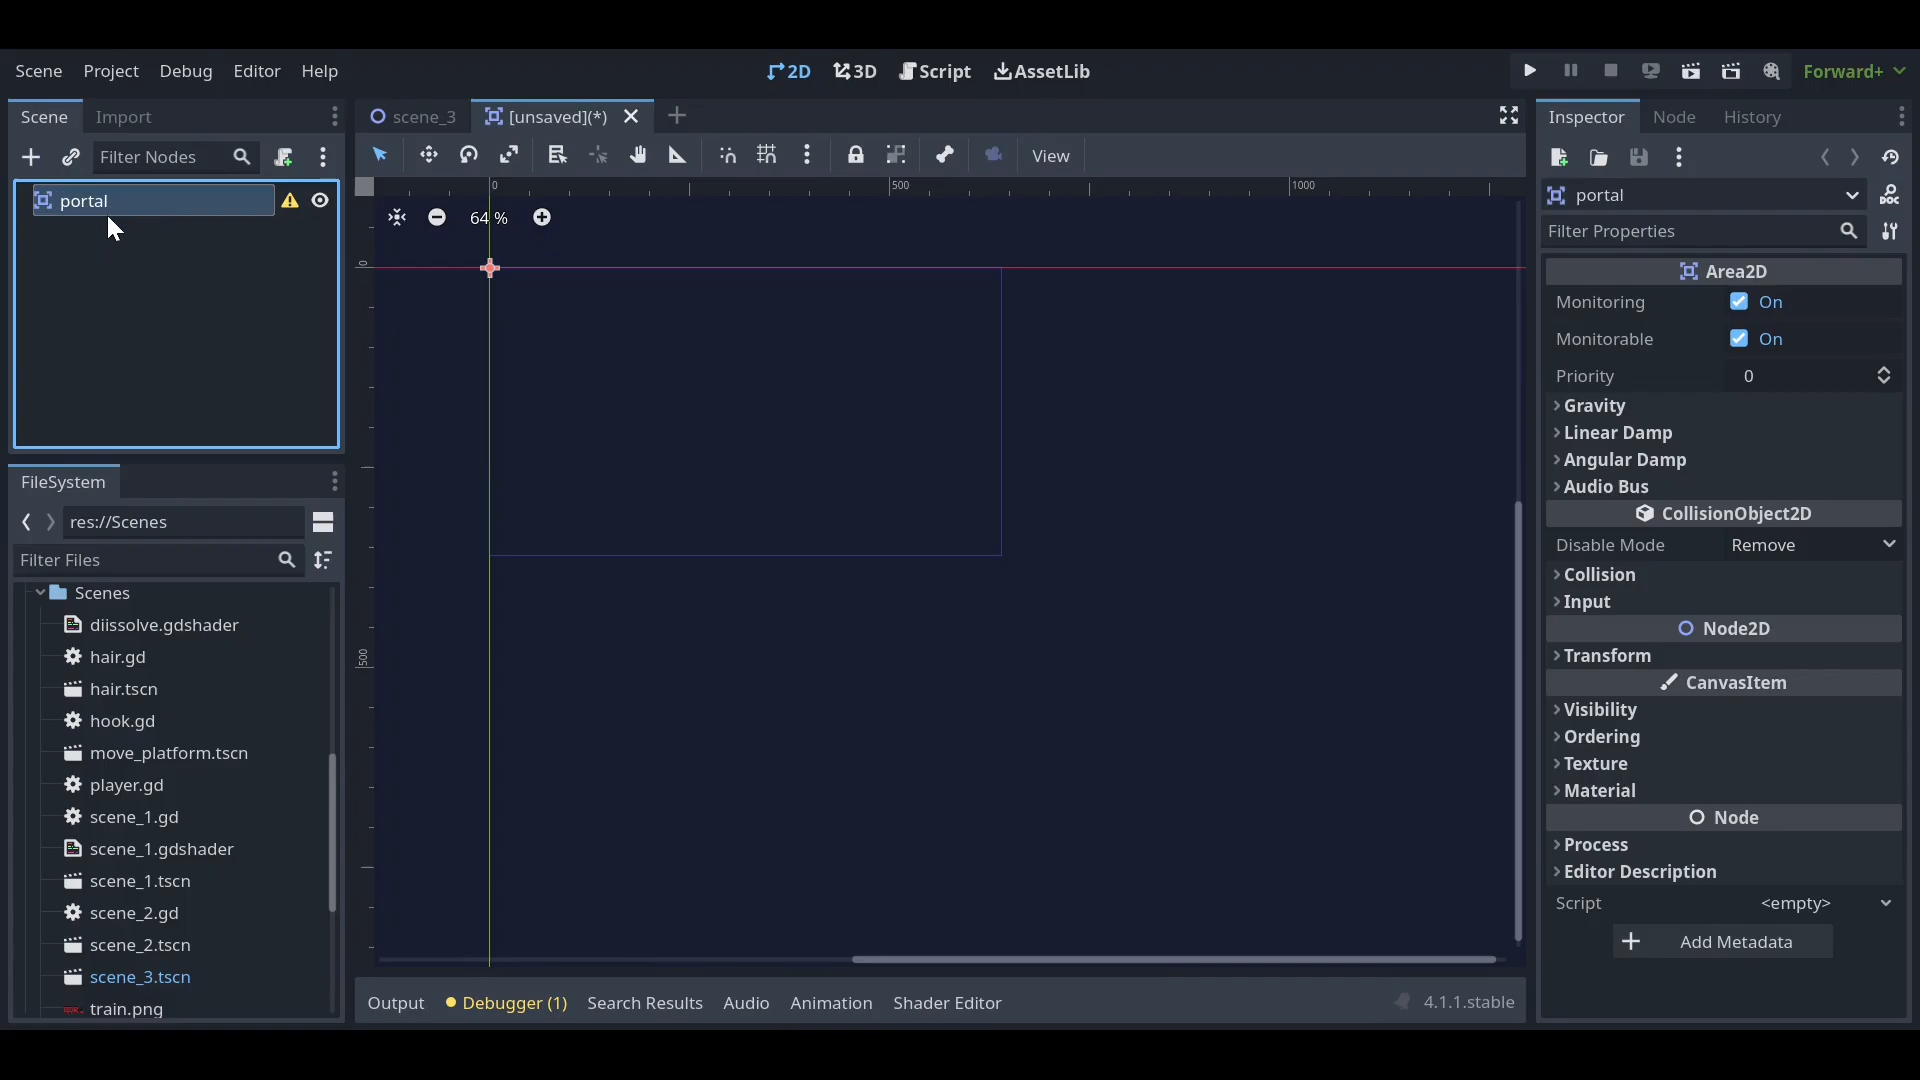 Scene Project Debug Editor Help 2D 3D Script AssetLib Forward+
Scene Import
Filter Nodes
portal
scene_3 [unsaved](*)
View
0 500 1000
64 %
0
500
FileSystem
res://Scenes
Filter Files
Scenes
diissolve.gdshader
hair.gd
hair.tscn
hook.gd
move_platform.tscn
player.gd
scene_1.gd
scene_1.gdshader
scene_1.tscn
scene_2.gd
scene_2.tscn
scene_3.tscn
train.png
Output Debugger (1) Search Results Audio Animation Shader Editor 4.1.1.stable
Inspector Node History
portal
Filter Properties
Area2D
Monitoring On
Monitorable On
Priority 0
Gravity
Linear Damp
Angular Damp
Audio Bus
CollisionObject2D
Disable Mode Remove
Collision
Input
Node2D
Transform
CanvasItem
Visibility
Ordering
Texture
Material
Node
Process
Editor Description
Script <empty>
Add Metadata